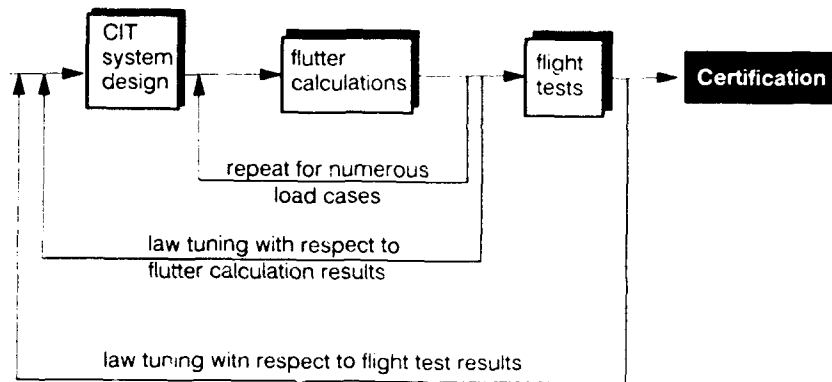 CIT
system
design
flutter
calculations
flight
tests
Certification
repeat for numerous
load cases
law tuning with respect to
flutter calculation results
law tuning witn respect to flight test results